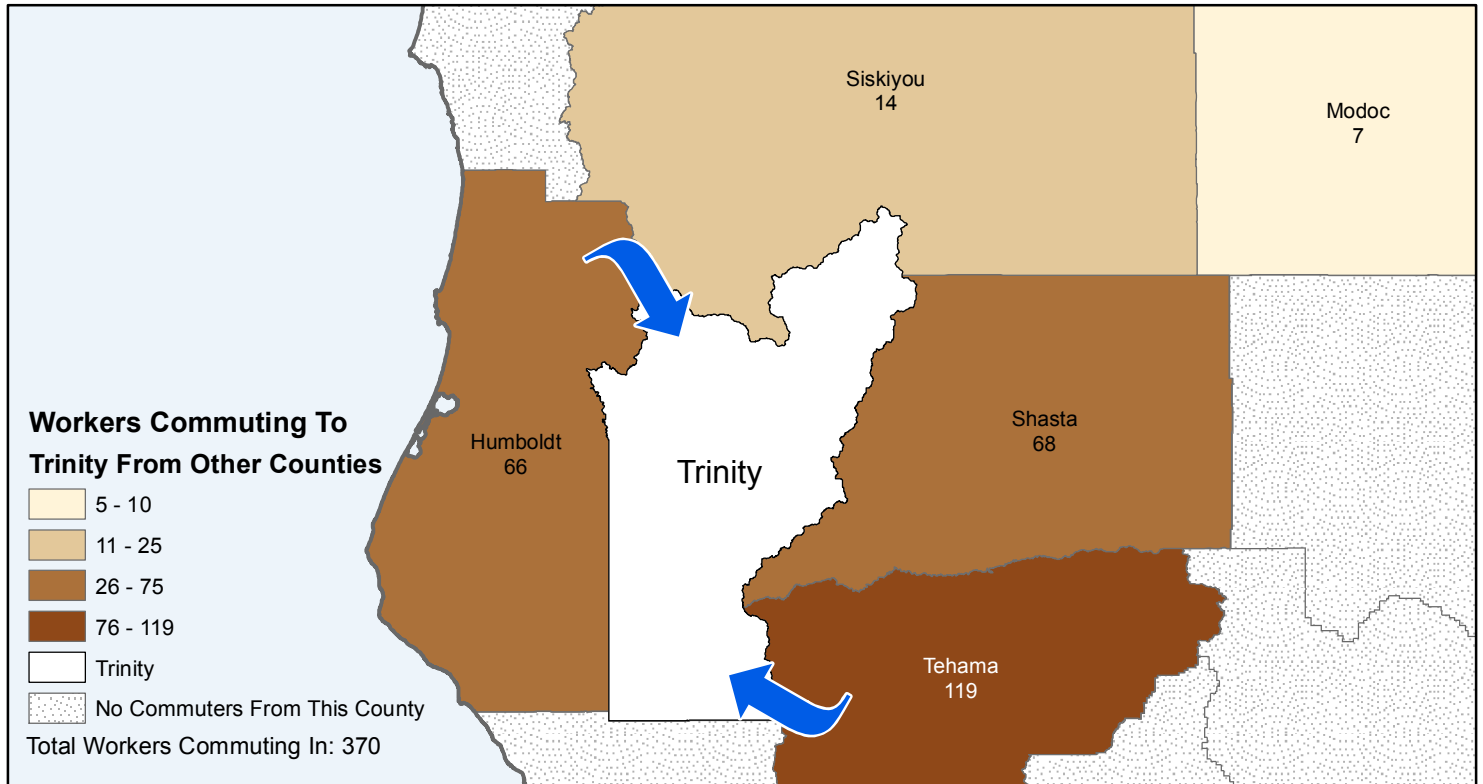 Siskiyou
14
Modoc
7
Humboldt
66
Trinity
Shasta
68
Tehama
119
Workers Commuting To
Trinity From Other Counties
5 - 10
11 - 25
26 - 75
76 - 119
Trinity
No Commuters From This County
Total Workers Commuting In: 370